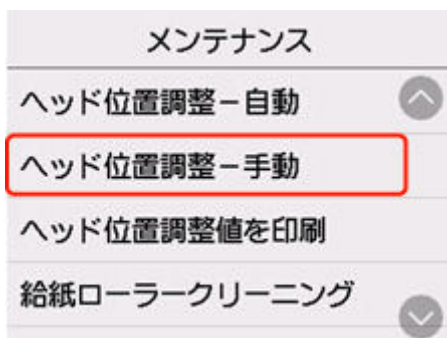 メンテナンス
ヘッド位置調整－自動
ヘッド位置調整－手動
ヘッド位置調整値を印刷
給紙ローラークリーニング